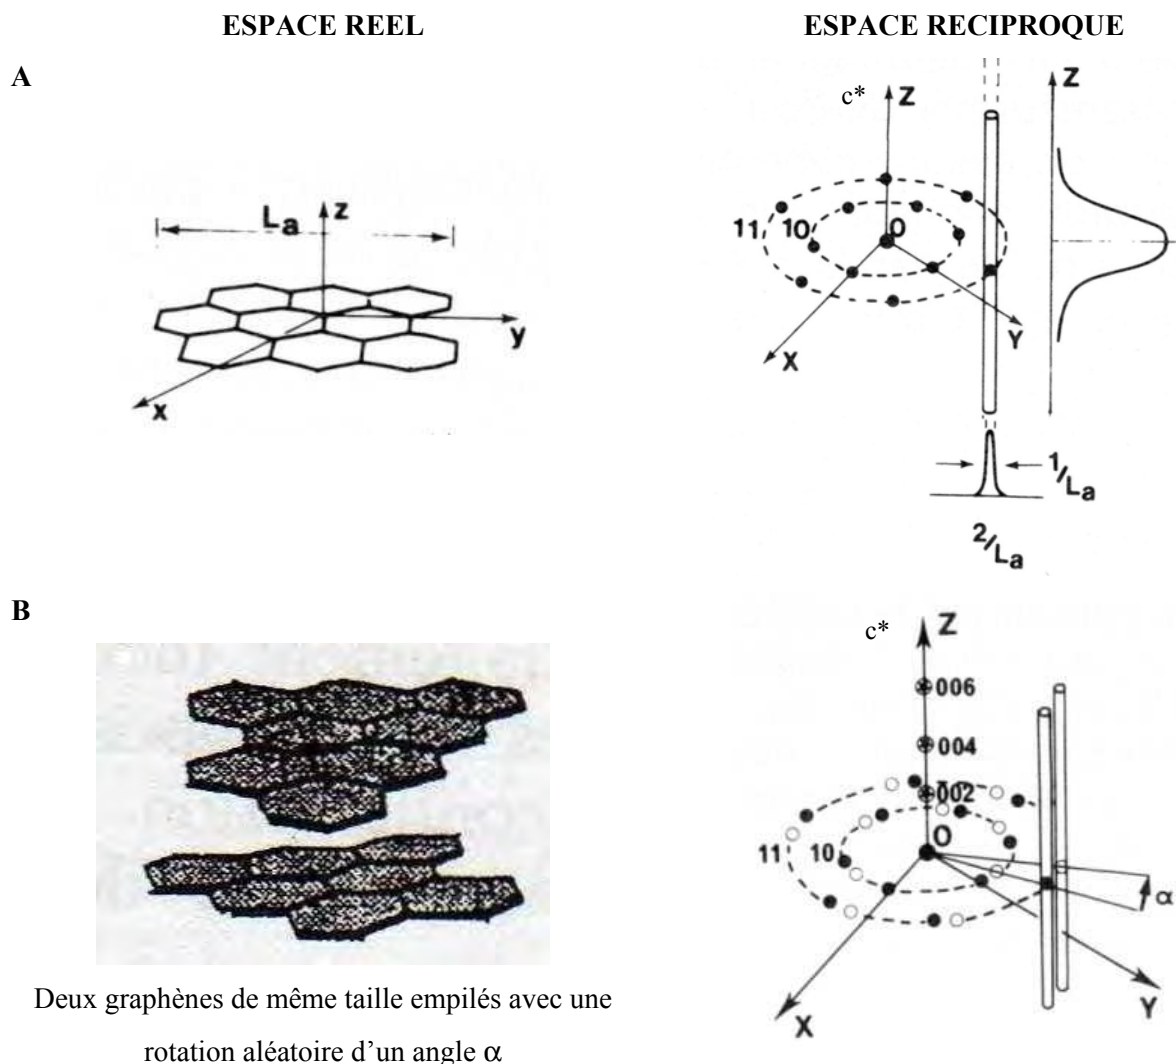 ESPACE REEL
ESPACE RECIPROQUE
A
La
z
y
x
c*
Z
Z
11
10
O
X
Y
1/La
2/La
B
c*
Z
006
004
002
O
11
10
α
X
Y
Deux graphènes de même taille empilés avec une
rotation aléatoire d’un angle α